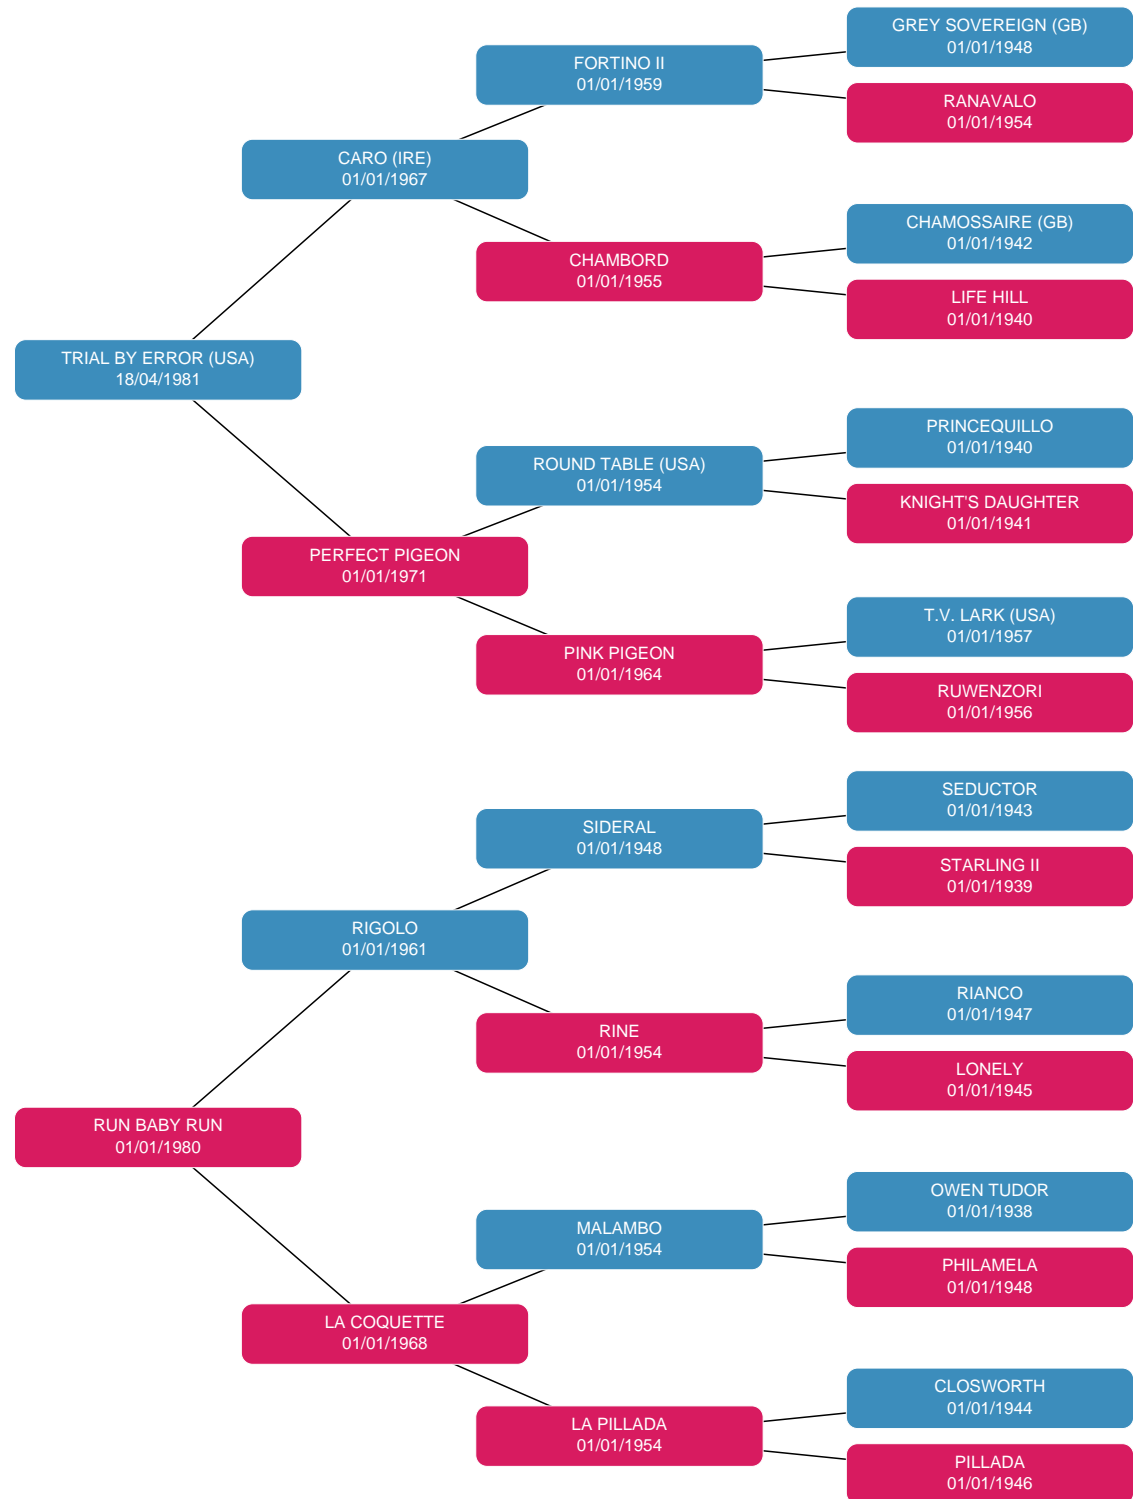 GREY SOVEREIGN (GB)
01/01/1948
FORTINO II
01/01/1959
RANAVALO
01/01/1954
CARO (IRE)
01/01/1967
CHAMOSSAIRE (GB)
01/01/1942
CHAMBORD
01/01/1955
LIFE HILL
01/01/1940
TRIAL BY ERROR (USA)
18/04/1981
PRINCEQUILLO
01/01/1940
ROUND TABLE (USA)
01/01/1954
KNIGHT'S DAUGHTER
01/01/1941
PERFECT PIGEON
01/01/1971
T.V. LARK (USA)
01/01/1957
PINK PIGEON
01/01/1964
RUWENZORI
01/01/1956
SEDUCTOR
01/01/1943
SIDERAL
01/01/1948
STARLING II
01/01/1939
RIGOLO
01/01/1961
RIANCO
01/01/1947
RINE
01/01/1954
LONELY
01/01/1945
RUN BABY RUN
01/01/1980
OWEN TUDOR
01/01/1938
MALAMBO
01/01/1954
PHILAMELA
01/01/1948
LA COQUETTE
01/01/1968
CLOSWORTH
01/01/1944
LA PILLADA
01/01/1954
PILLADA
01/01/1946